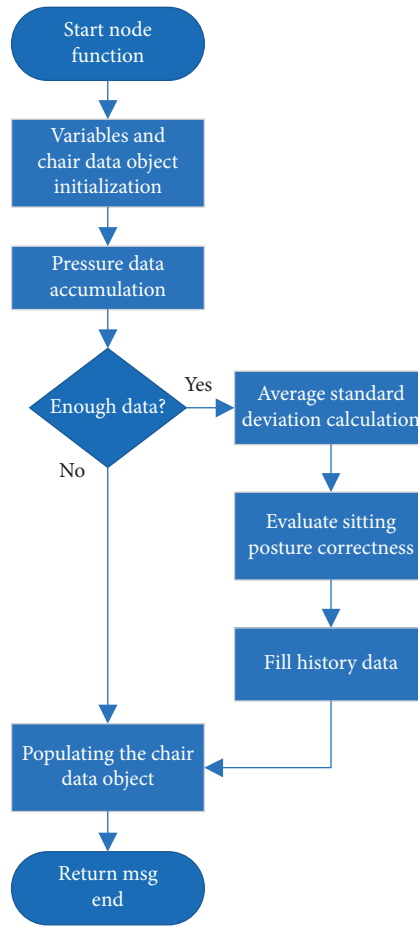 Start node
function
Variables and
chair data object
initialization
Pressure data
accumulation
Enough data?
Yes
No
Average standard
deviation calculation
Evaluate sitting
posture correctness
Fill history data
Populating the chair
data object
Return msg
end